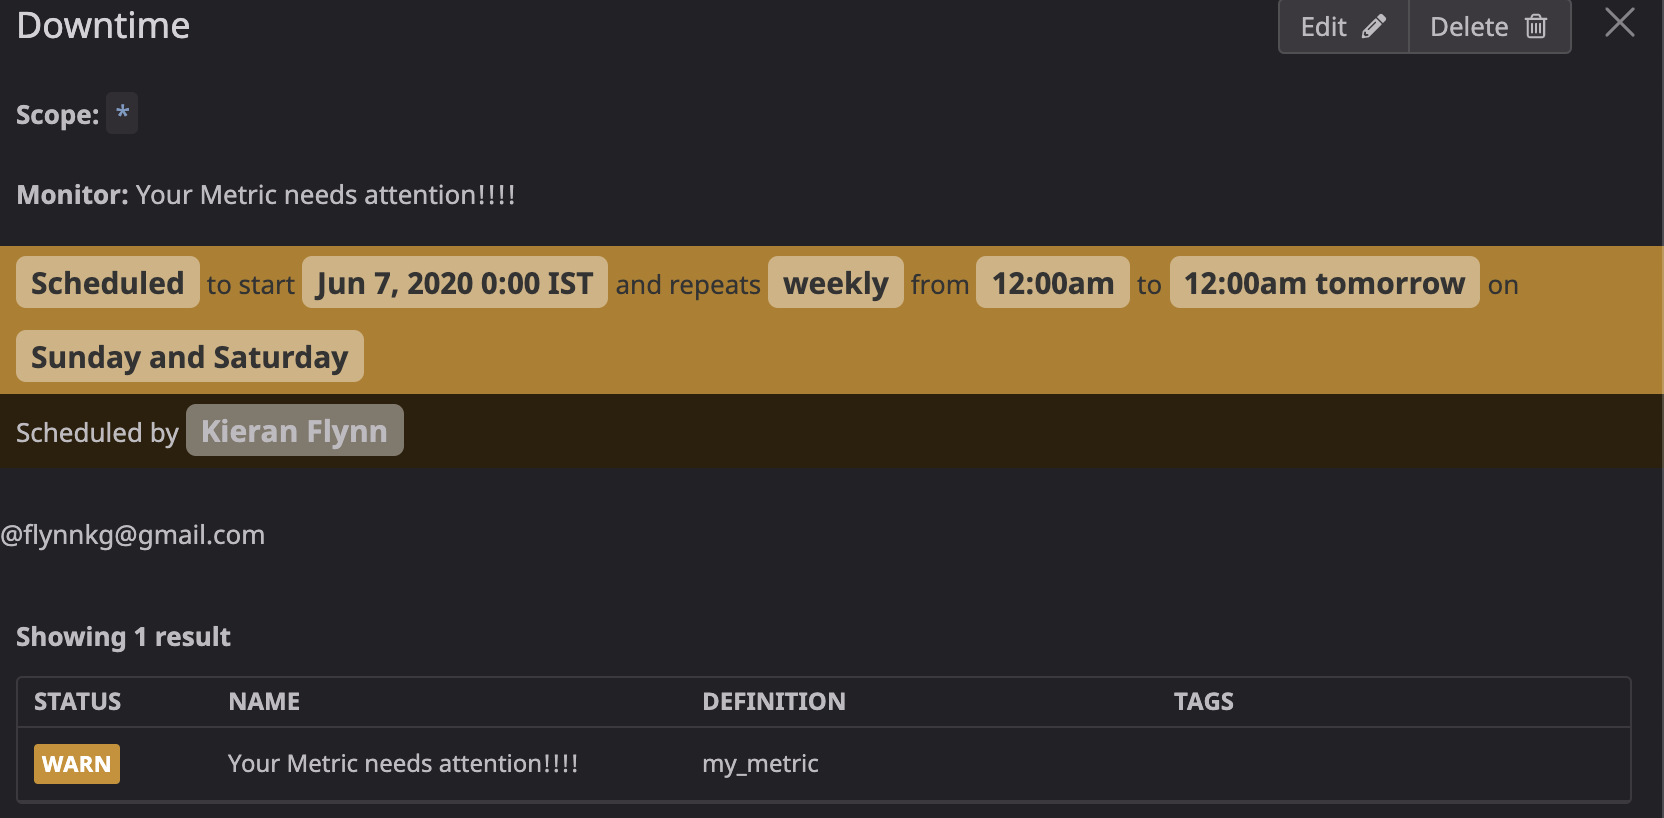 Downtime
Edit Delete
Scope: *
Monitor: Your Metric needs attention!!!!
Scheduled to start Jun 7, 2020 0:00 IST and repeats weekly from 12:00am to 12:00am tomorrow on
Sunday and Saturday
Scheduled by Kieran Flynn
@flynnkg@gmail.com
Showing 1 result
STATUS NAME DEFINITION TAGS
WARN Your Metric needs attention!!!! my_metric